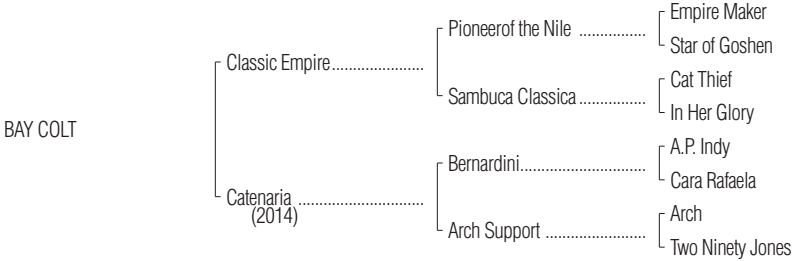 Empire Maker
Pioneerof the Nile ................
Star of Goshen
Classic Empire......................
Cat Thief
Sambuca Classica ................
In Her Glory
BAY COLT
A.P. Indy
Bernardini..............................
Cara Rafaela
Catenaria ..............................
(2014)
Arch
Arch Support ........................
Two Ninety Jones